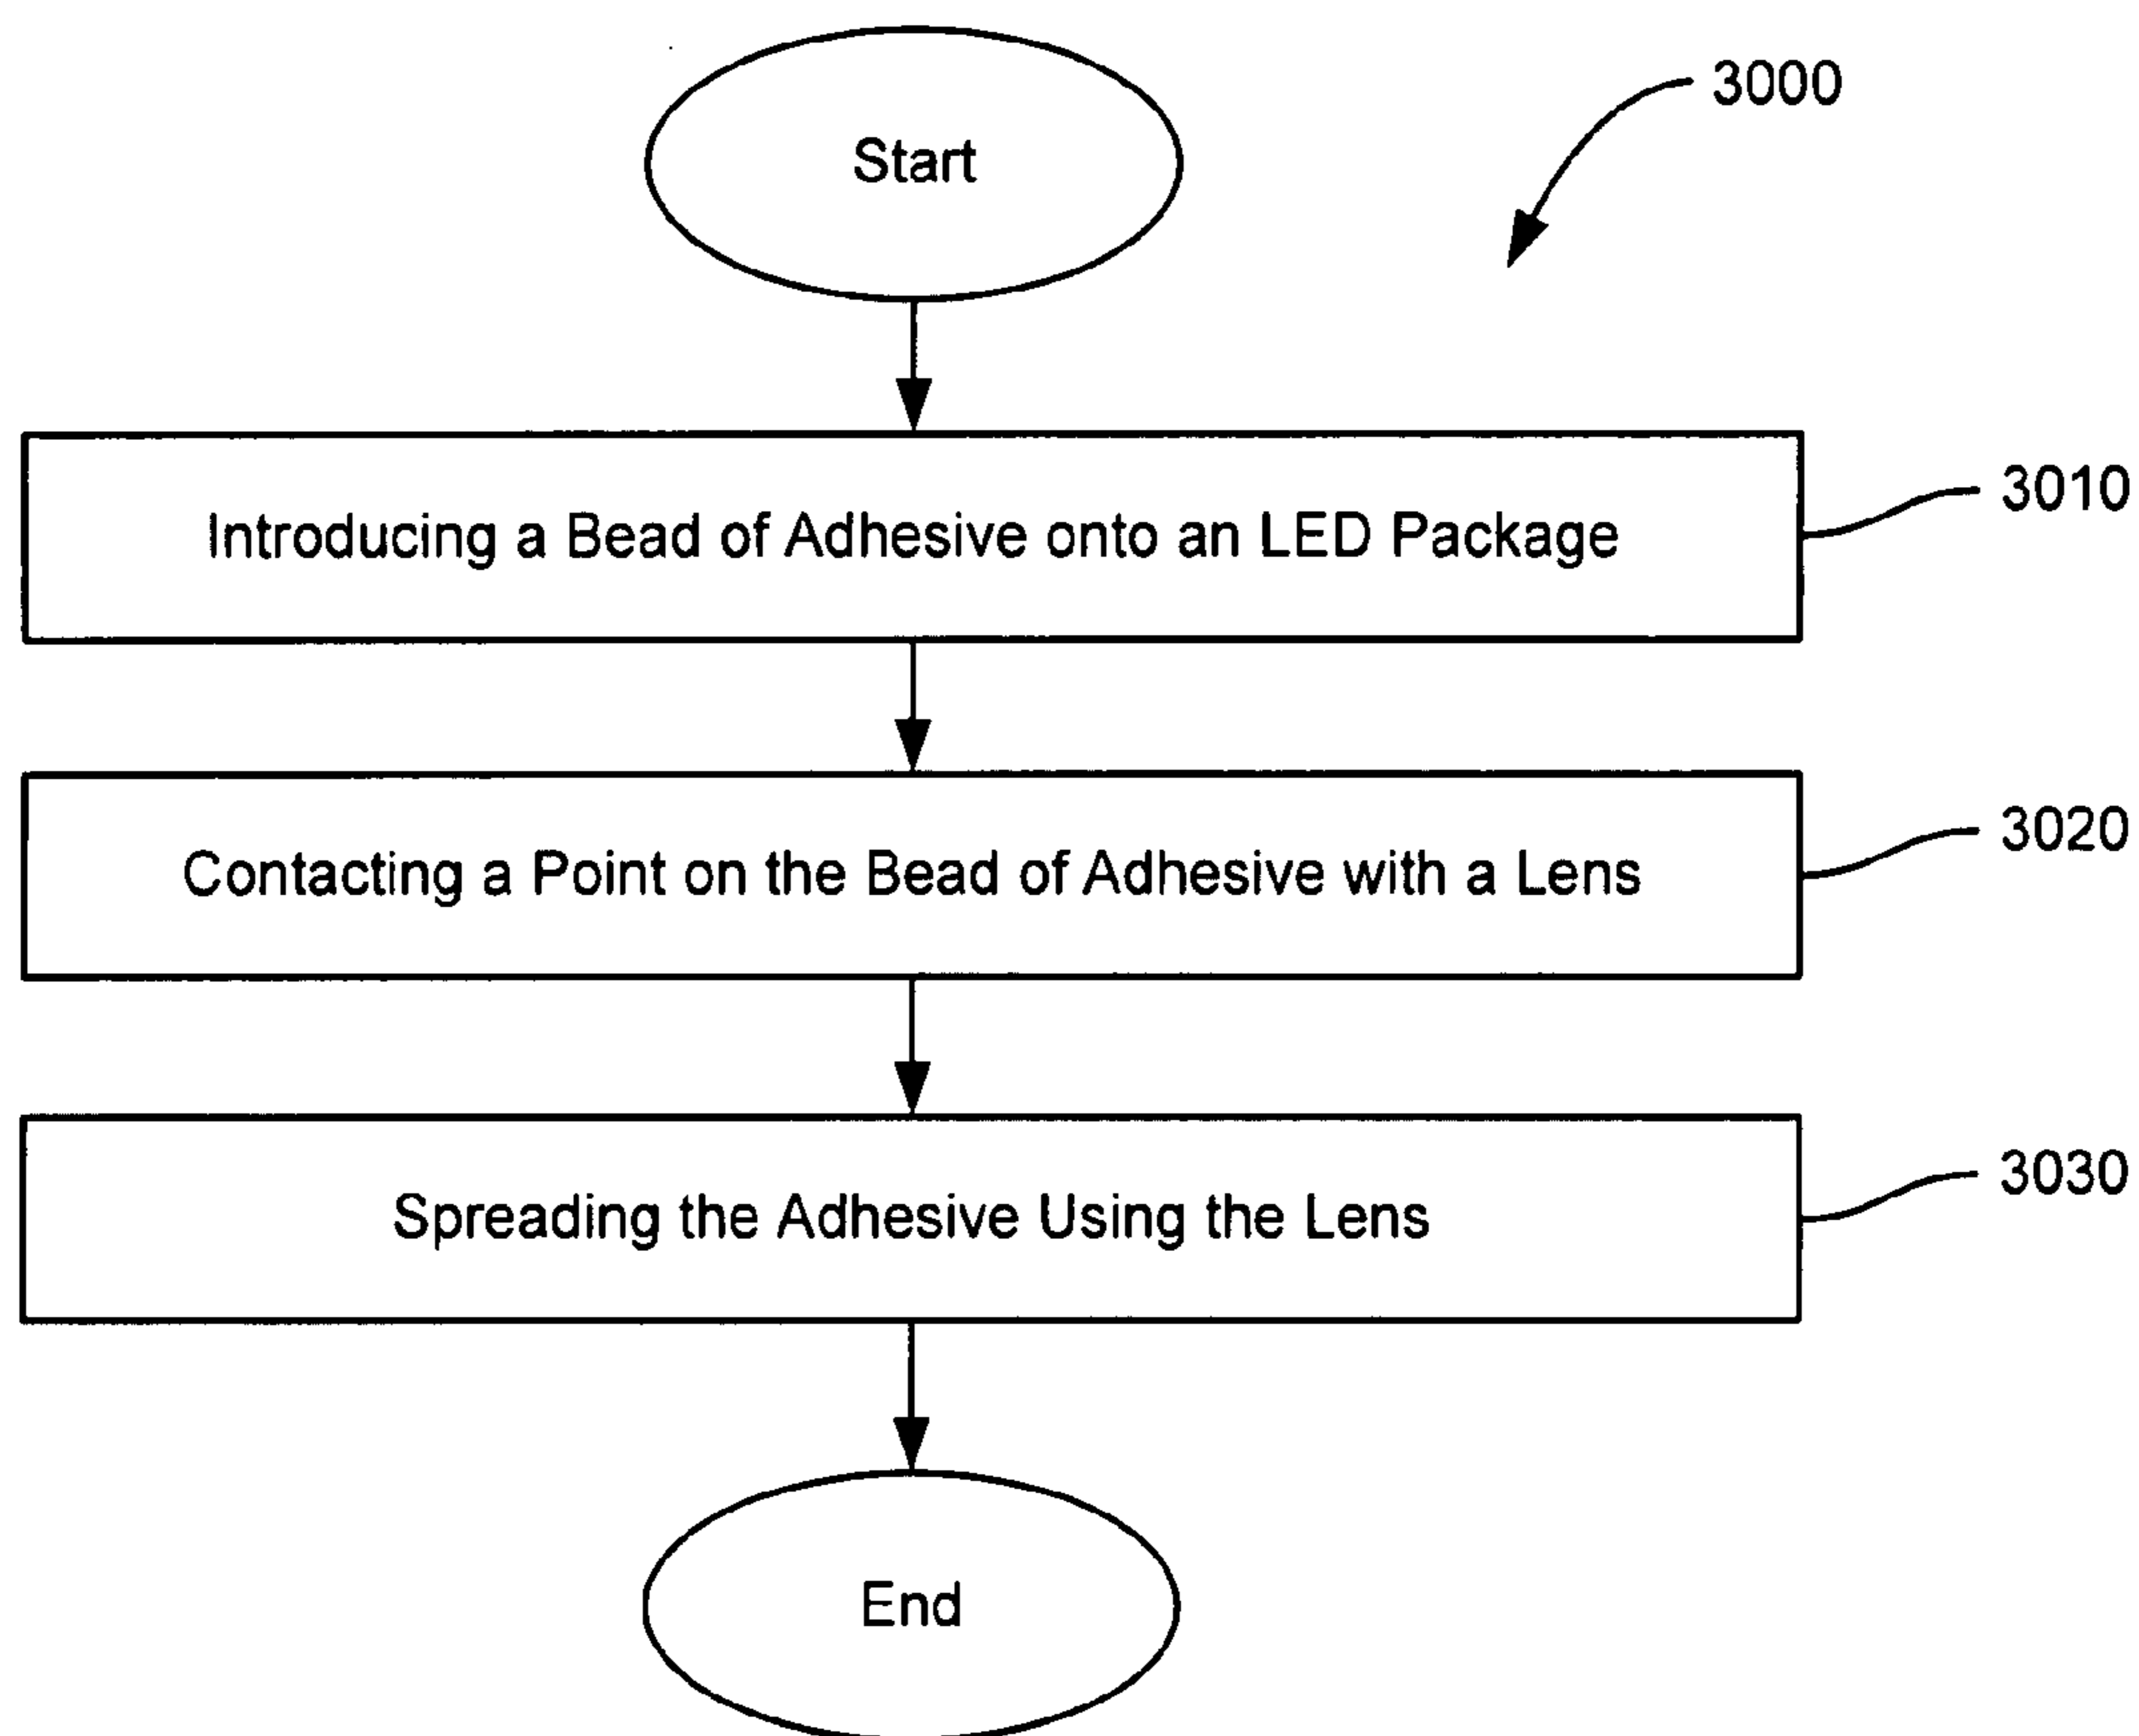 Start
3000
Introducing a Bead of Adhesive onto an LED Package
3010
Contacting a Point on the Bead of Adhesive with a Lens
3020
Spreading the Adhesive Using the Lens
3030
End